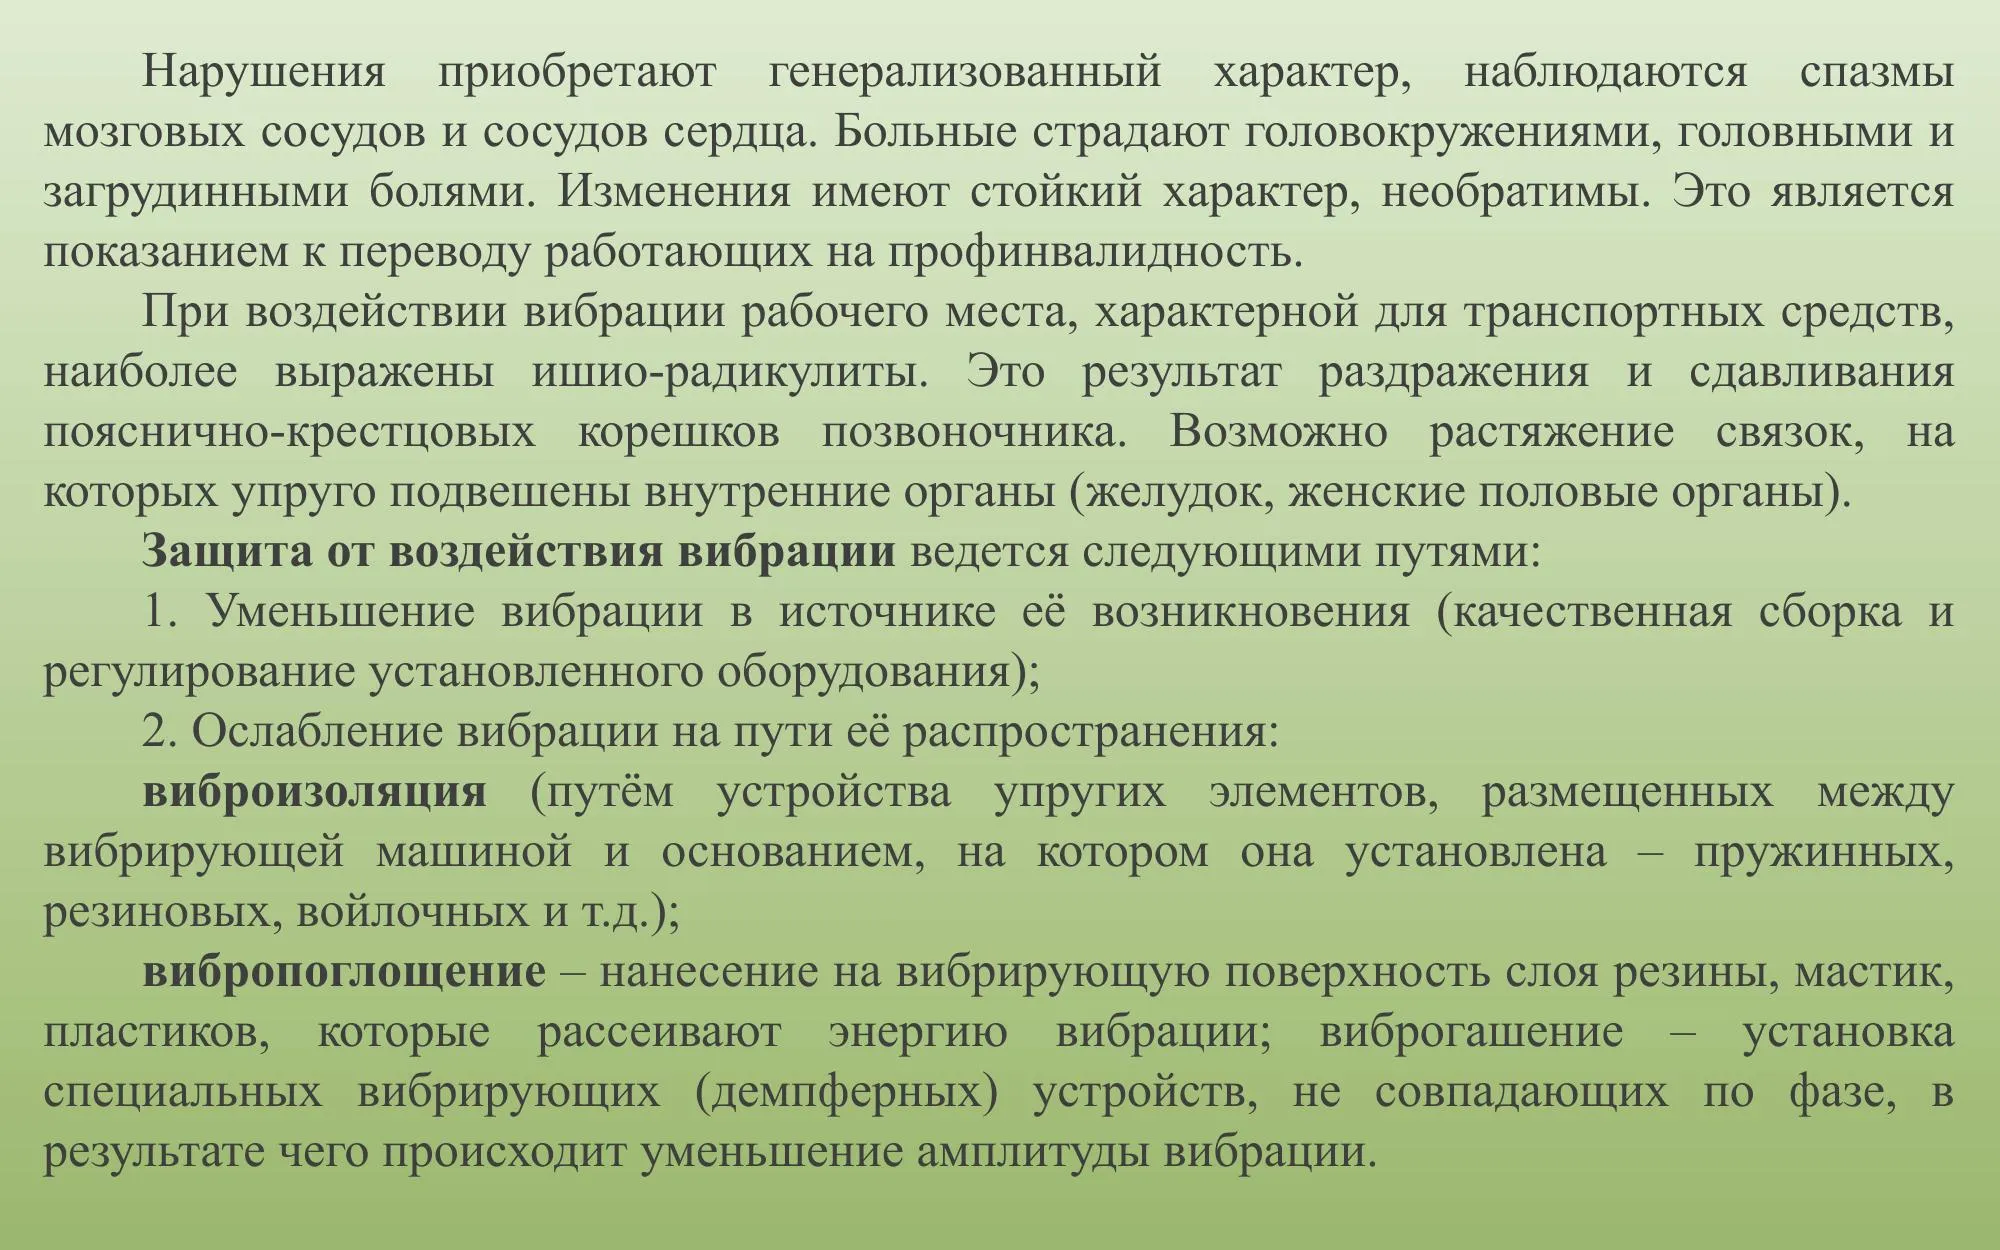 Нарушения приобретают генерализованный характер, наблюдаются спазмы
мозговых сосудов и сосудов сердца. Больные страдают головокружениями, головными и
загрудинными болями. Изменения имеют стойкий характер, необратимы. Это является
показанием к переводу работающих на профинвалидность.
При воздействии вибрации рабочего места, характерной для транспортных средств,
наиболее выражены ишио-радикулиты. Это результат раздражения и сдавливания
пояснично-крестцовых корешков позвоночника. Возможно растяжение связок, на
которых упруго подвешены внутренние органы (желудок, женские половые органы).
Защита от воздействия вибрации ведется следующими путями:
1. Уменьшение вибрации в источнике её возникновения (качественная сборка и
регулирование установленного оборудования);
2. Ослабление вибрации на пути её распространения:
виброизоляция (путём устройства упругих элементов, размещенных между
вибрирующей машиной и основанием, на котором она установлена – пружинных,
резиновых, войлочных и т.д.);
вибропоглощение – нанесение на вибрирующую поверхность слоя резины, мастик,
пластиков, которые рассеивают энергию вибрации; виброгашение – установка
специальных вибрирующих (демпферных) устройств, не совпадающих по фазе, в
результате чего происходит уменьшение амплитуды вибрации.